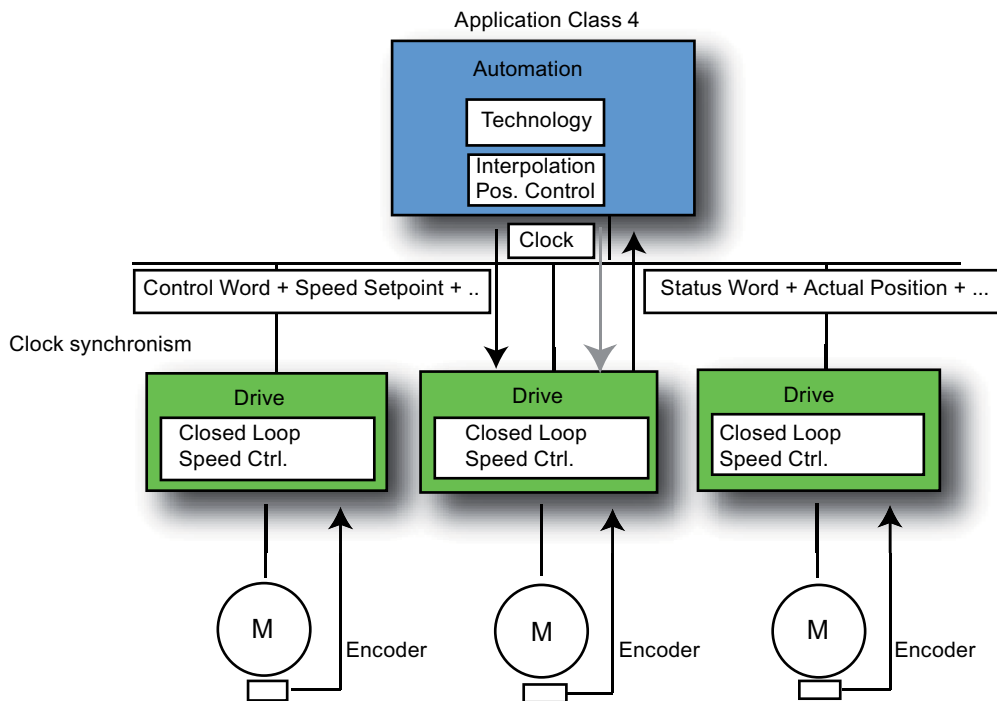 Application Class 4
Automation
Technology
Interpolation
Pos. Control
Clock
Control Word + Speed Setpoint + ..
Status Word + Actual Position + ...
Clock synchronism
Drive
Closed Loop
Speed Ctrl.
Drive
Closed Loop
Speed Ctrl.
Drive
Closed Loop
Speed Ctrl.
M
Encoder
M
Encoder
M
Encoder